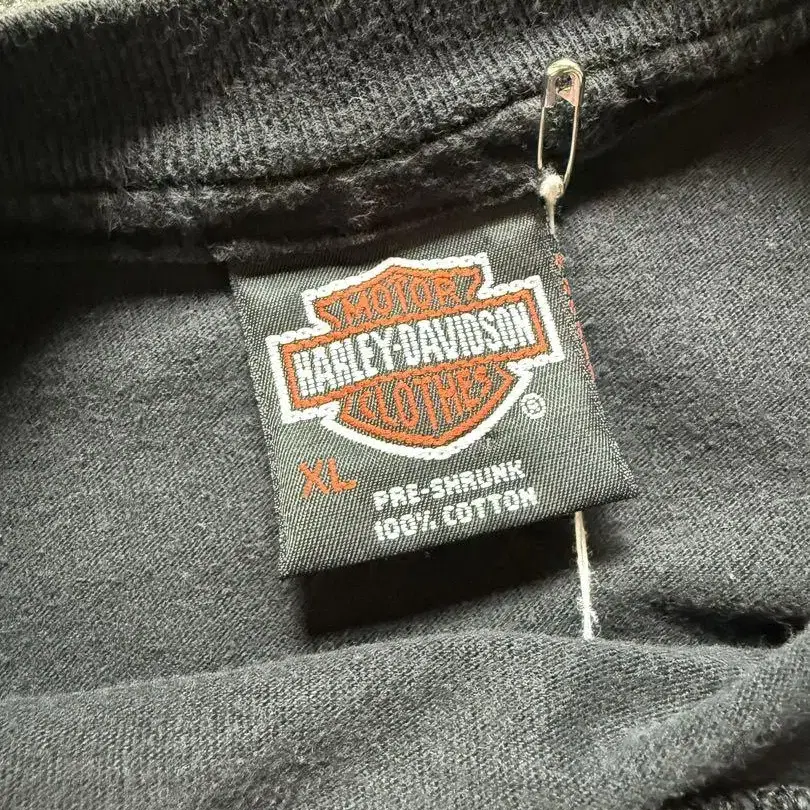 MOTOR
HARLEY-DAVIDSON
CLOTHES
®
XL
PRE-SHRUNK
100% COTTON